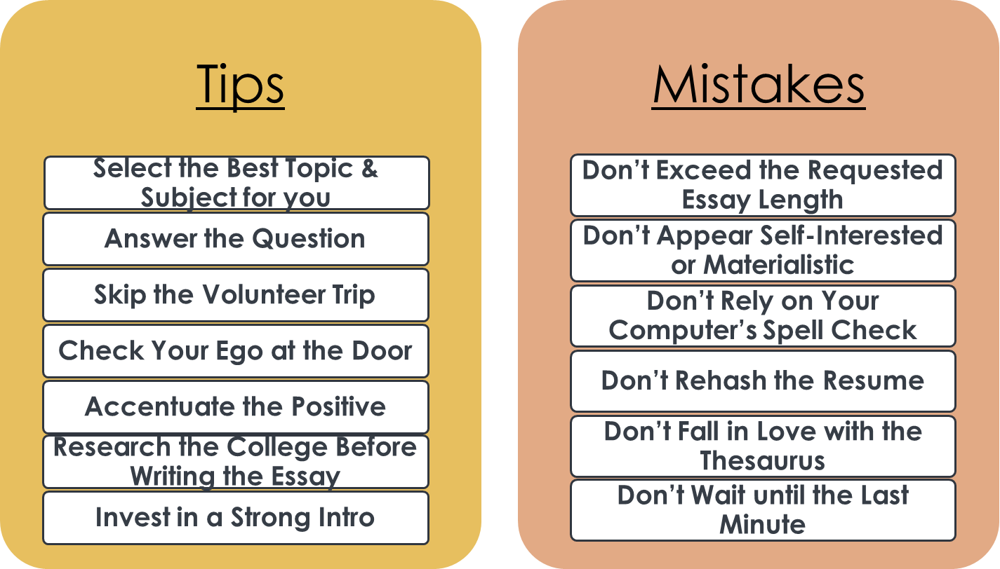 Tips
Select the Best Topic &
Subject for you
Answer the Question
Skip the Volunteer Trip
Check Your Ego at the Door
Accentuate the Positive
Research the College Before
Writing the Essay
Invest in a Strong Intro
Mistakes
Don’t Exceed the Requested
Essay Length
Don’t Appear Self-Interested
or Materialistic
Don’t Rely on Your
Computer’s Spell Check
Don’t Rehash the Resume
Don’t Fall in Love with the
Thesaurus
Don’t Wait until the Last
Minute